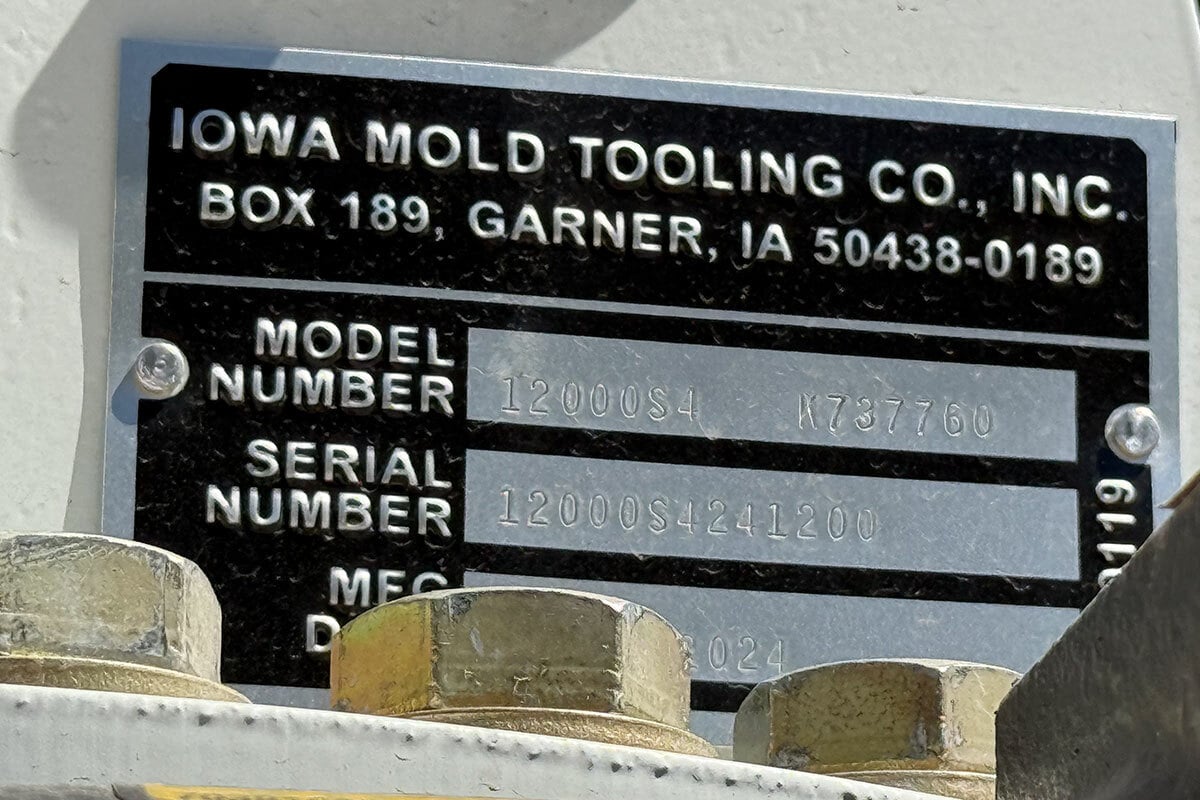 IOWA MOLD TOOLING CO., INC.
BOX 189, GARNER, IA 50438-0189
MODEL NUMBER 12000S4 K737760
SERIAL NUMBER 12000S4241200
2024